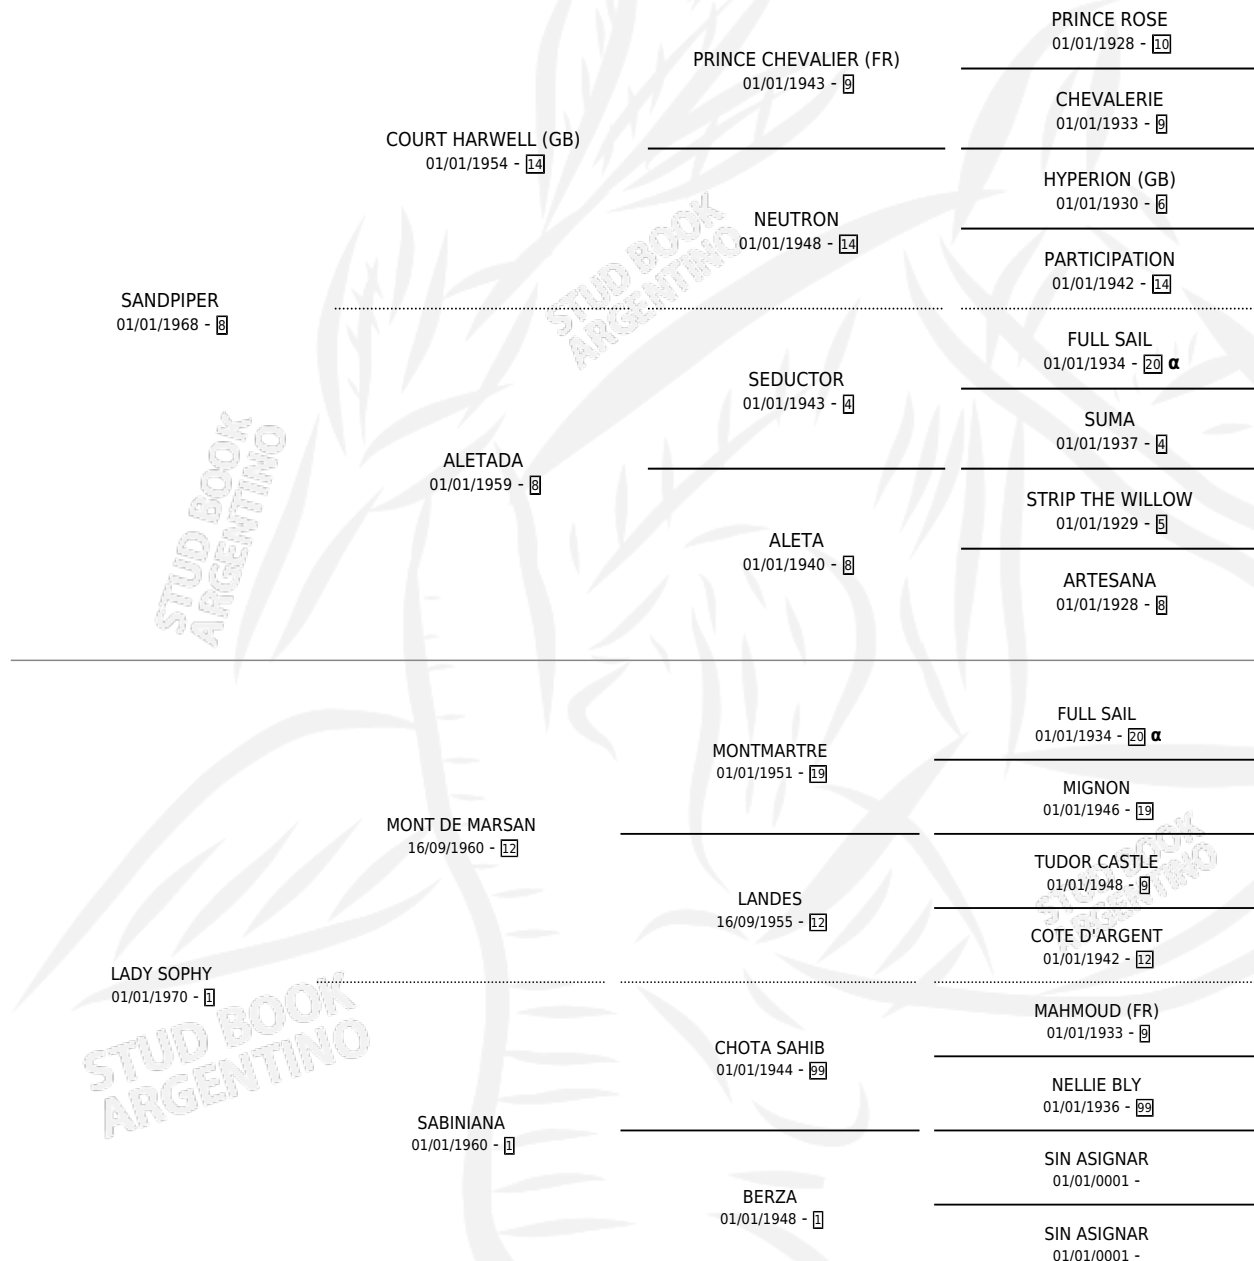 PRINCE ROSE
01/01/1928 - 10
PRINCE CHEVALIER (FR)
01/01/1943 - 9
CHEVALERIE
01/01/1933 - 9
COURT HARWELL (GB)
01/01/1954 - 14
HYPERION (GB)
01/01/1930 - 6
NEUTRON
01/01/1948 - 14
PARTICIPATION
01/01/1942 - 14
SANDPIPER
01/01/1968 - 8
FULL SAIL
01/01/1934 - 20 α
SEDUCTOR
01/01/1943 - 4
SUMA
01/01/1937 - 4
ALETADA
01/01/1959 - 8
STRIP THE WILLOW
01/01/1929 - 5
ALETA
01/01/1940 - 8
ARTESANA
01/01/1928 - 8
FULL SAIL
01/01/1934 - 20 α
MONTMARTRE
01/01/1951 - 19
MIGNON
01/01/1946 - 19
MONT DE MARSAN
16/09/1960 - 12
TUDOR CASTLE
01/01/1948 - 9
LANDES
16/09/1955 - 12
COTE D'ARGENT
01/01/1942 - 12
LADY SOPHY
01/01/1970 - 1
MAHMOUD (FR)
01/01/1933 - 9
CHOTA SAHIB
01/01/1944 - 99
NELLIE BLY
01/01/1936 - 99
SABINIANA
01/01/1960 - 1
SIN ASIGNAR
01/01/0001 -
BERZA
01/01/1948 - 1
SIN ASIGNAR
01/01/0001 -
STUD BOOK
ARGENTINO
STUD BOOK
ARGENTINO
STUD BOOK
ARGENTINO
STUD BOOK
ARGENTINO